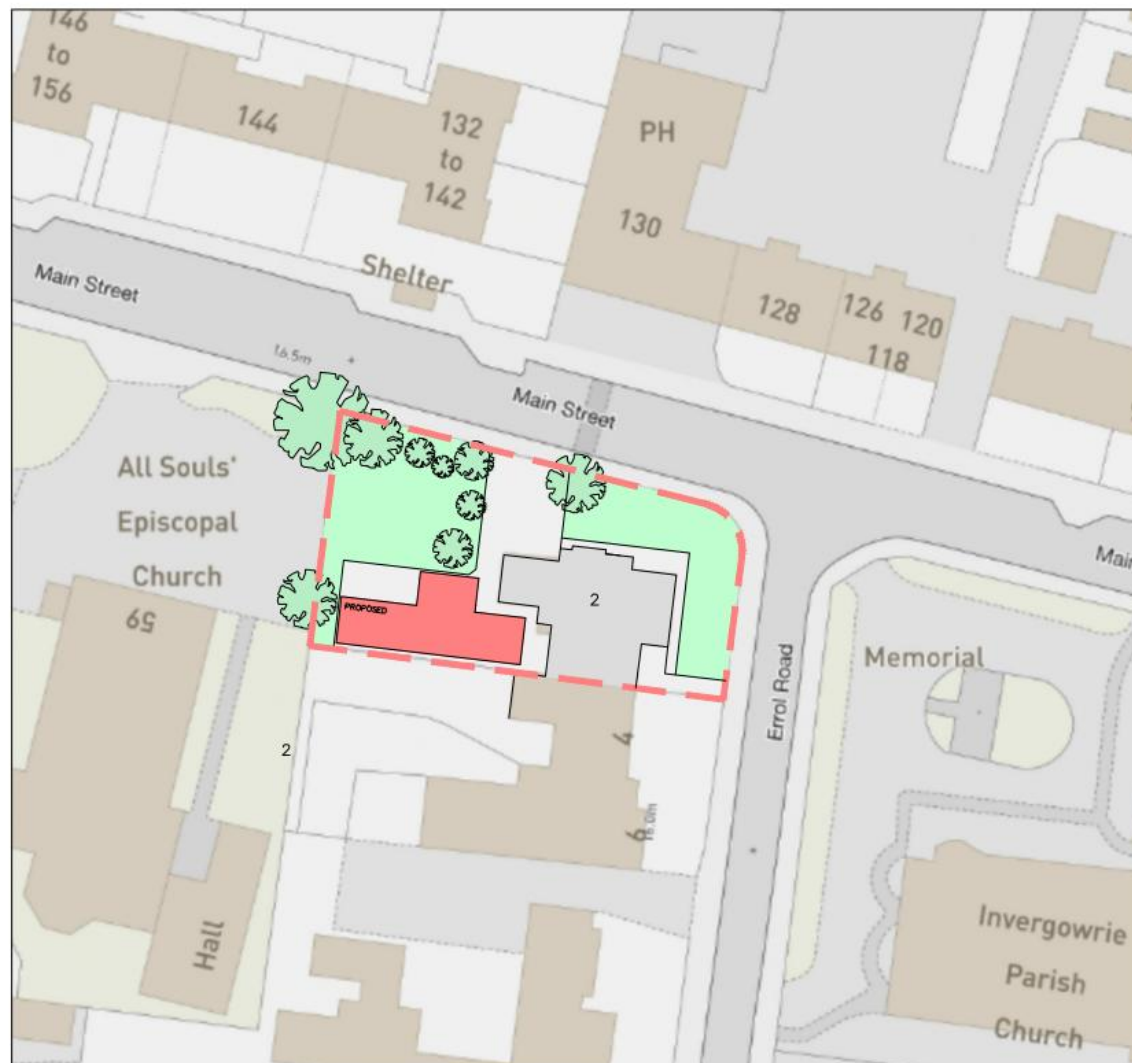 146
to
156
144
132
to
142
PH
130
Shelter
128
126
120
118
Main Street
16.5m
Main Street
Main
All Souls'
Episcopal
Church
59
PROPOSED
2
Memorial
Errol Road
2
4
6
16.0m
Hall
Invergowrie
Parish
Church